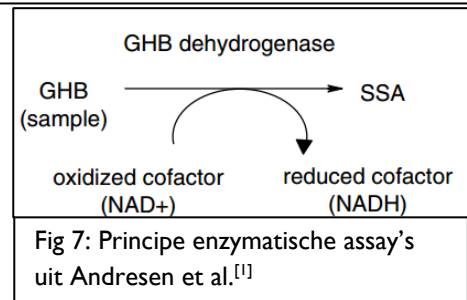 GHB dehydrogenase
GHB
(sample)
SSA
oxidized cofactor
(NAD+)
reduced cofactor
(NADH)
Fig 7: Principe enzymatische assay's
uit Andresen et al.[1]